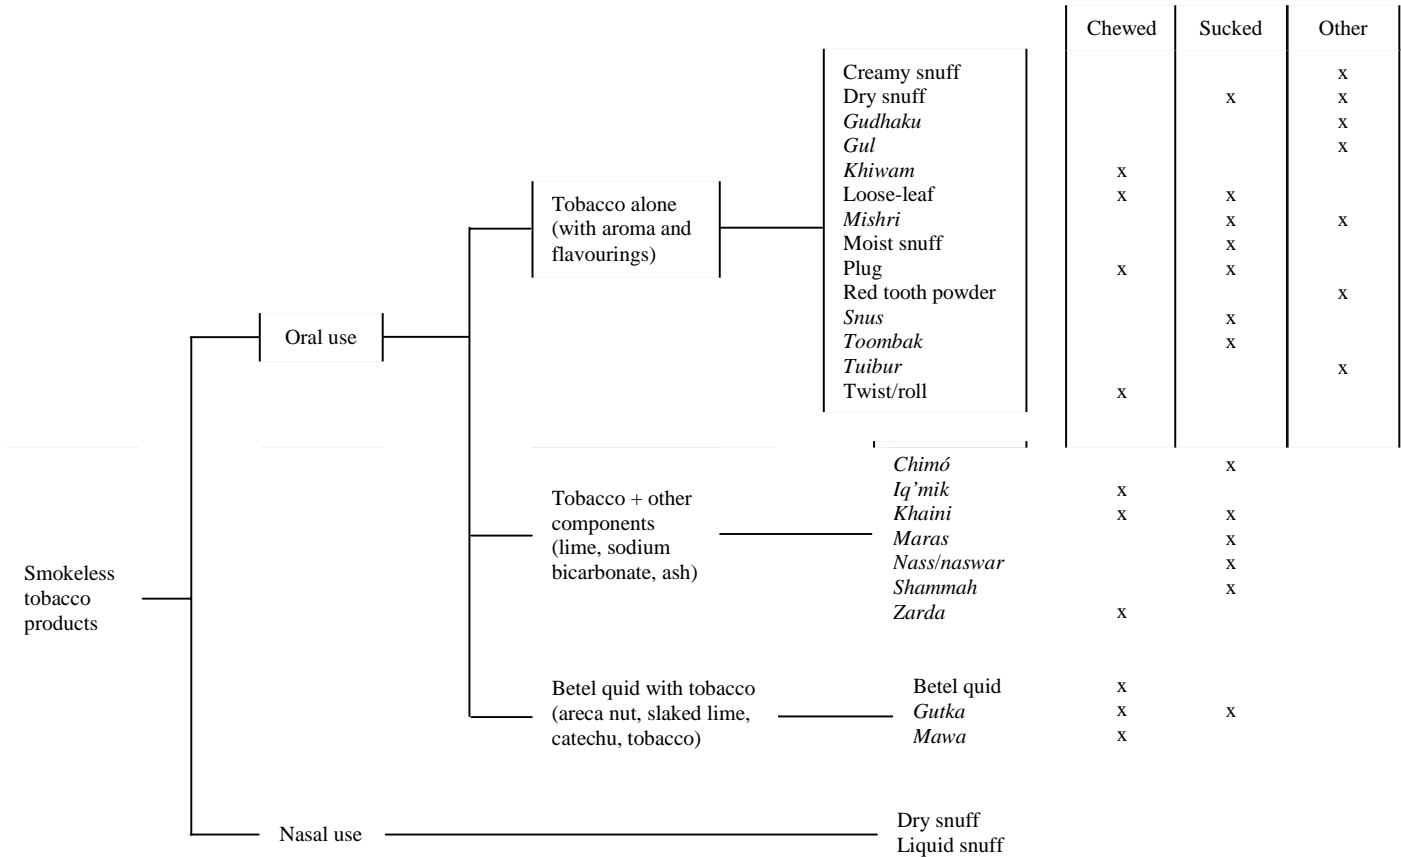 Chewed Sucked Other
Creamy snuff x
Dry snuff x x
Gudhaku x
Gul x
Khiwam x
Loose-leaf x x
Mishri x x
Moist snuff x
Plug x x
Red tooth powder x
Snus x
Toombak x
Tuibur x
Twist/roll x
Tobacco alone
(with aroma and
flavourings)
Oral use
Chimó x
Iq’mik x
Khaini x x
Maras x
Nass/naswar x
Shammah x
Zarda x
Tobacco + other
components
(lime, sodium
bicarbonate, ash)
Smokeless
tobacco
products
Betel quid with tobacco
(areca nut, slaked lime,
catechu, tobacco)
Betel quid x
Gutka x x
Mawa x
Nasal use
Dry snuff
Liquid snuff